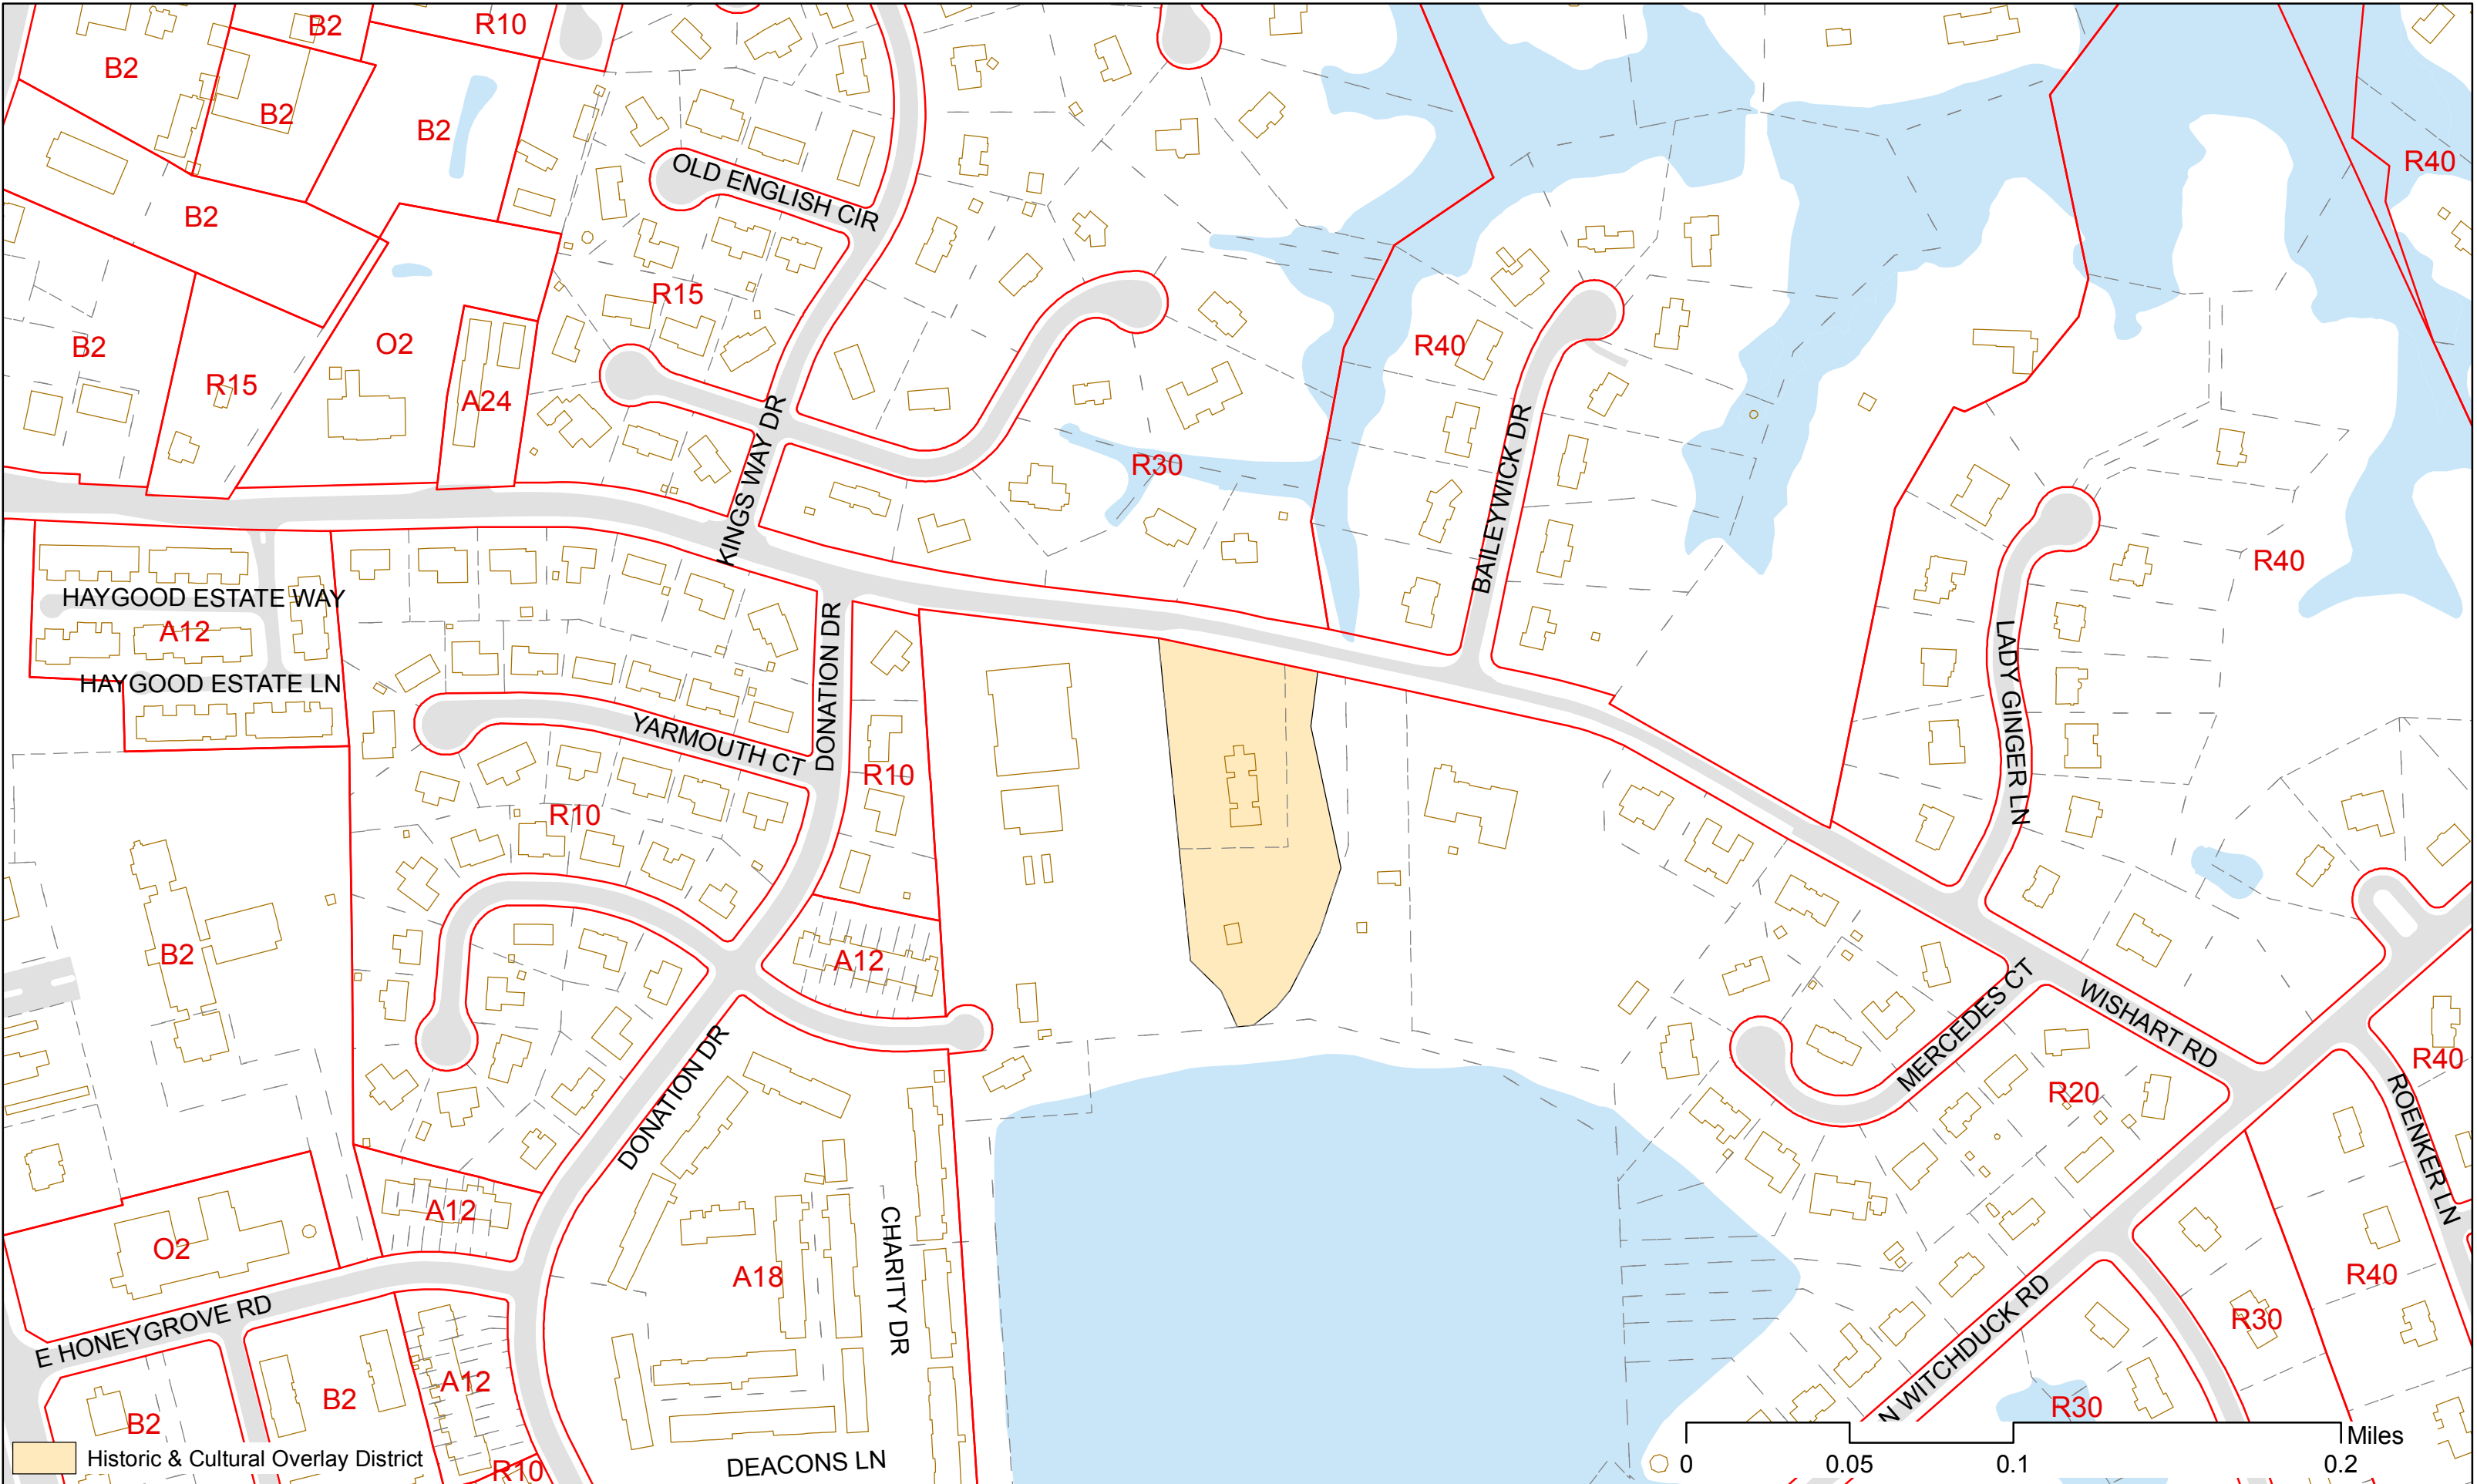 B2
R10
B2
B2
B2
R40
OLD ENGLISH CIR
B2
R15
O2
B2
R40
R15
A24
KINGS WAY DR
BAILEYWICK DR
R30
R40
HAYGOOD ESTATE WAY
A12
HAYGOOD ESTATE LN
DONATION DR
LADY GINGER LN
YARMOUTH CT
R10
R10
B2
A12
MERCEDES CT
WISHART RD
R40
R20
DONATION DR
ROENKER LN
A12
O2
A18
CHARITY DR
R40
R30
E HONEYGROVE RD
N WITCHDUCK RD
A12
B2
B2
R30
Historic & Cultural Overlay District
R10
DEACONS LN
Miles
0 0.05 0.1 0.2